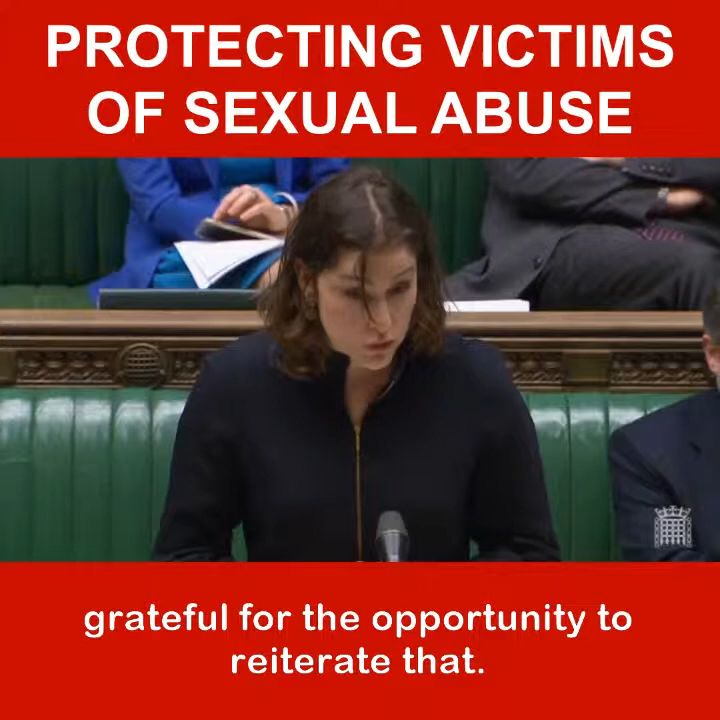 PROTECTING VICTIMS
OF SEXUAL ABUSE
grateful for the opportunity to
reiterate that.